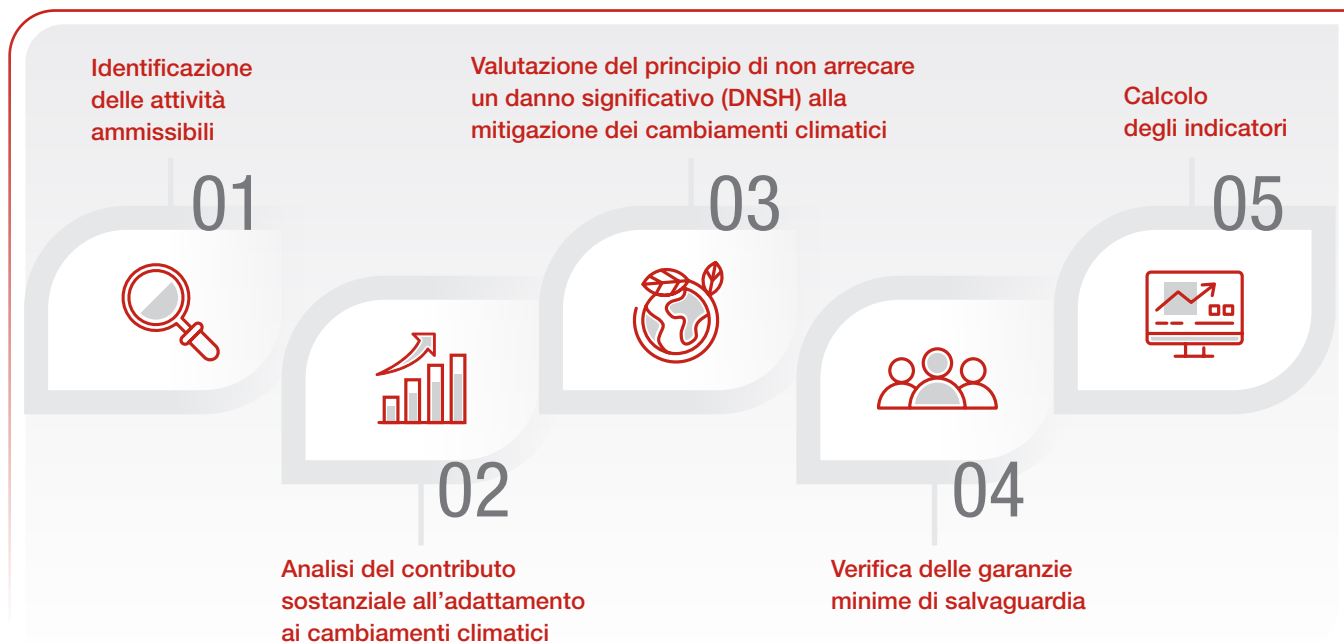 Identificazione
delle attività
ammissibili
01
02
Analisi del contributo
sostanziale all’adattamento
ai cambiamenti climatici
Valutazione del principio di non arrecare
un danno significativo (DNSH) alla
mitigazione dei cambiamenti climatici
03
04
Verifica delle garanzie
minime di salvaguardia
Calcolo
degli indicatori
05